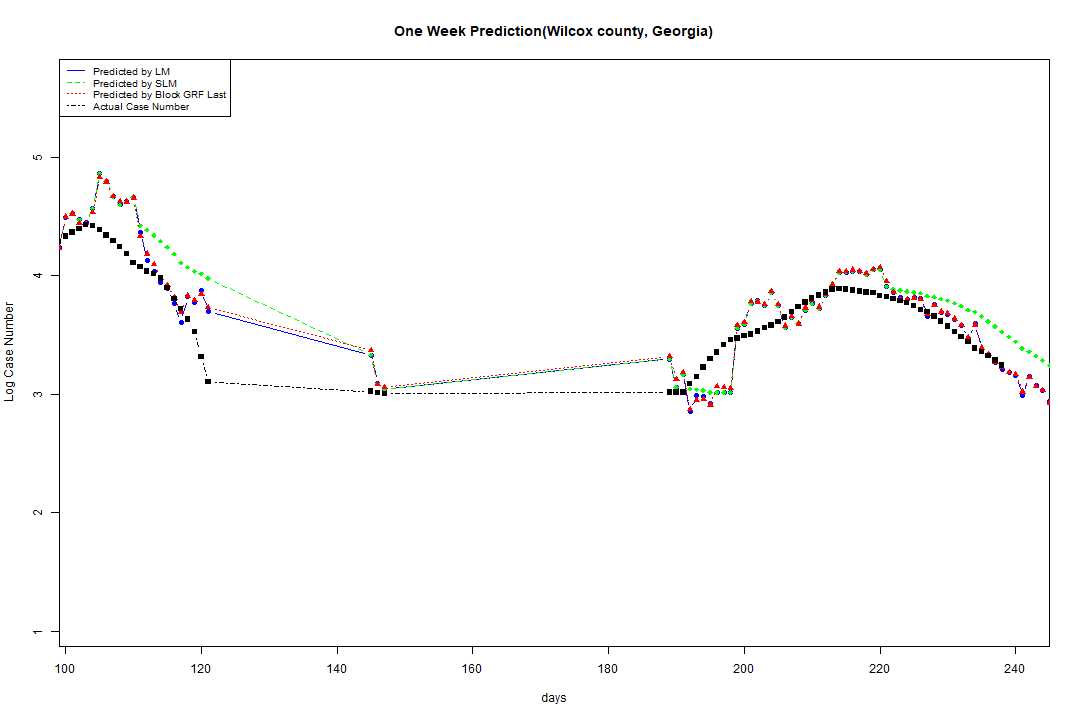 One Week Prediction(Wilcox county, Georgia)
Predicted by LM
Predicted by SLM
Predicted by Block GRF Last
Actual Case Number
5
4
3
2
1
Log Case Number
100 120 140 160 180 200 220 240
days